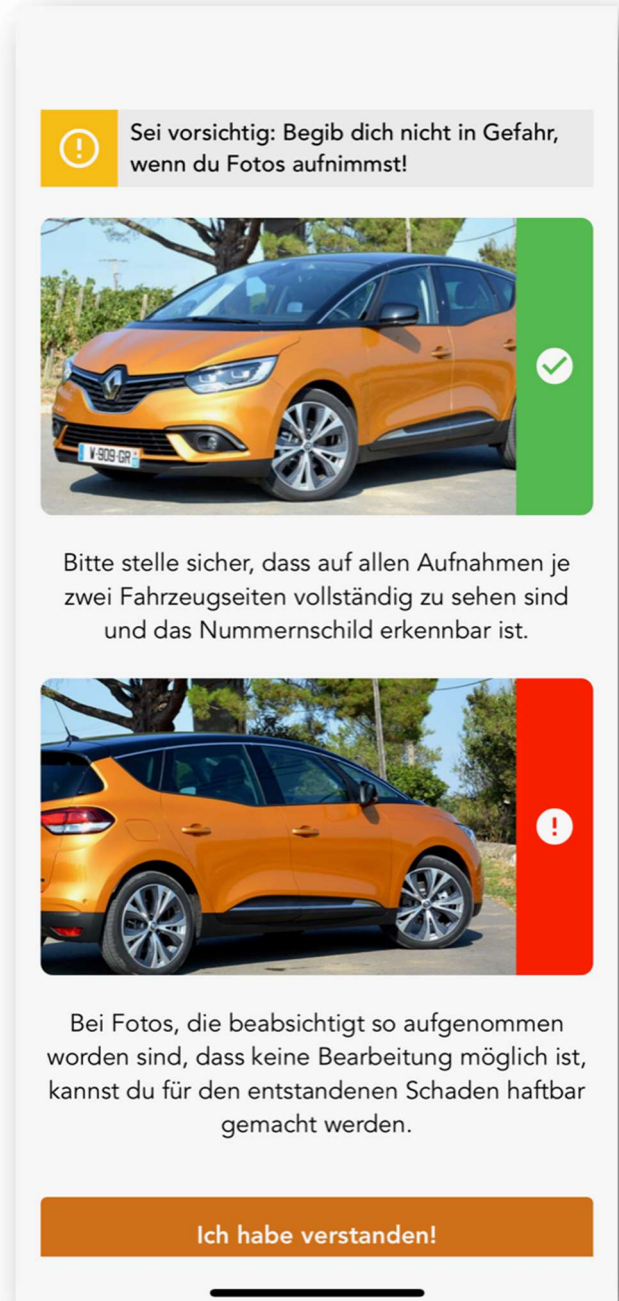 Sei vorsichtig: Begib dich nicht in Gefahr,
wenn du Fotos aufnimmst!
W-909-GR
Bitte stelle sicher, dass auf allen Aufnahmen je
zwei Fahrzeugseiten vollständig zu sehen sind
und das Nummernschild erkennbar ist.
Bei Fotos, die beabsichtigt so aufgenommen
worden sind, dass keine Bearbeitung möglich ist,
kannst du für den entstandenen Schaden haftbar
gemacht werden.
Ich habe verstanden!